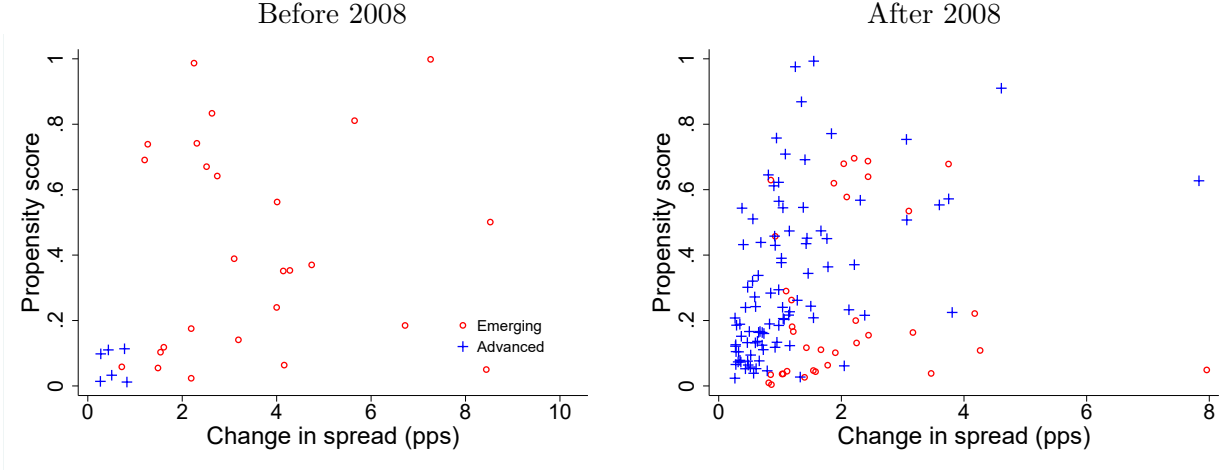 Before 2008
Propensity score
1
.8
.6
.4
.2
0
0 2 4 6 8 10
Change in spread (pps)
Emerging
Advanced
After 2008
Propensity score
1
.8
.6
.4
.2
0
0 2 4 6 8
Change in spread (pps)